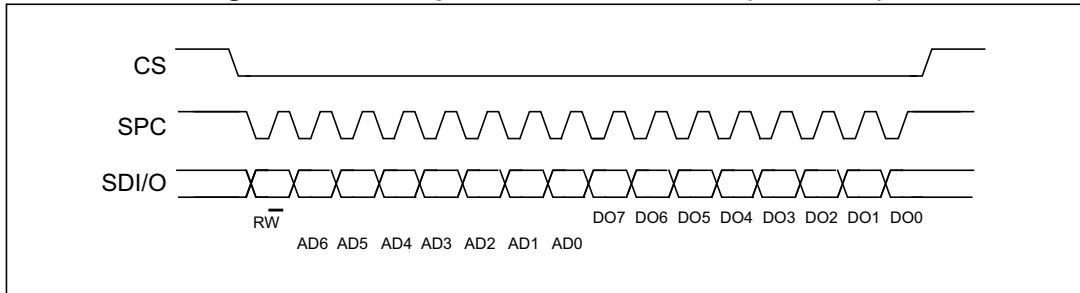 CS
SPC
SDI/O
RW̅
DO7 DO6 DO5 DO4 DO3 DO2 DO1 DO0
AD6 AD5 AD4 AD3 AD2 AD1 AD0